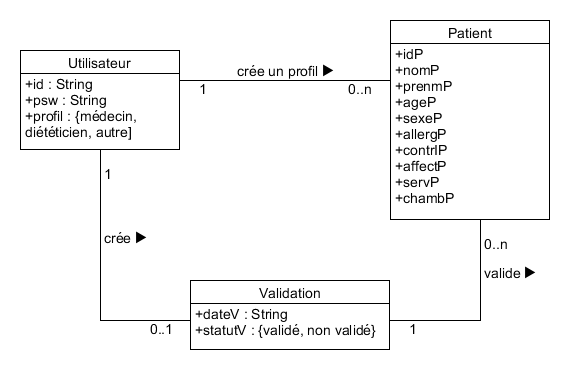 Utilisateur
+id : String
+psw : String
+profil : {médecin,
diététicien, autre]
crée un profil ▶
1
0..n
Patient
+idP
+nomP
+prenmP
+ageP
+sexeP
+allergP
+contrIP
+affectP
+servP
+chambP
1
crée ▶
0..1
Validation
+dateV : String
+statutV : {validé, non validé}
1
0..n
valide ▶